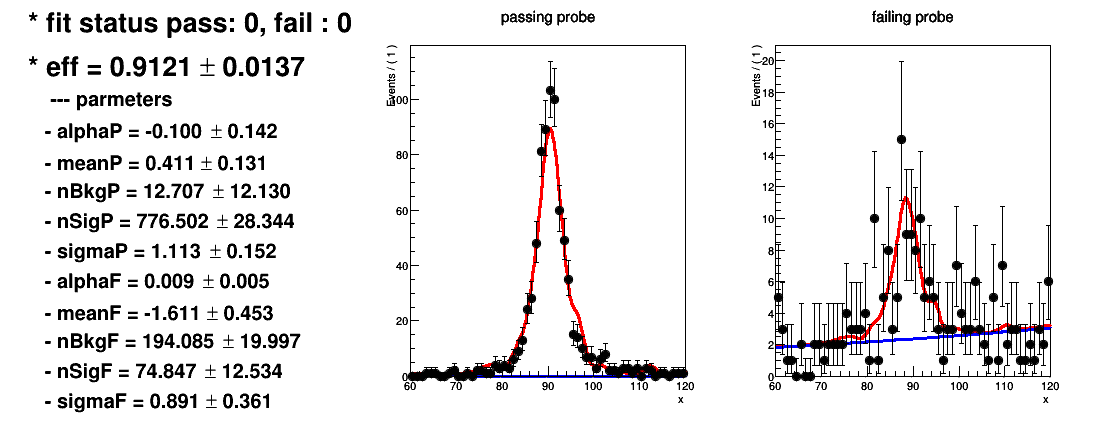 * fit status pass: 0, fail : 0
* eff = 0.9121 ± 0.0137
--- parmeters
- alphaP = -0.100 ± 0.142
- meanP = 0.411 ± 0.131
- nBkgP = 12.707 ± 12.130
- nSigP = 776.502 ± 28.344
- sigmaP = 1.113 ± 0.152
- alphaF = 0.009 ± 0.005
- meanF = -1.611 ± 0.453
- nBkgF = 194.085 ± 19.997
- nSigF = 74.847 ± 12.534
- sigmaF = 0.891 ± 0.361
passing probe
Events / ( 1 )
100
80
60
40
20
0
60 70 80 90 100 110 120
x
failing probe
Events / ( 1 )
20
18
16
14
12
10
8
6
4
2
0
60 70 80 90 100 110 120
x